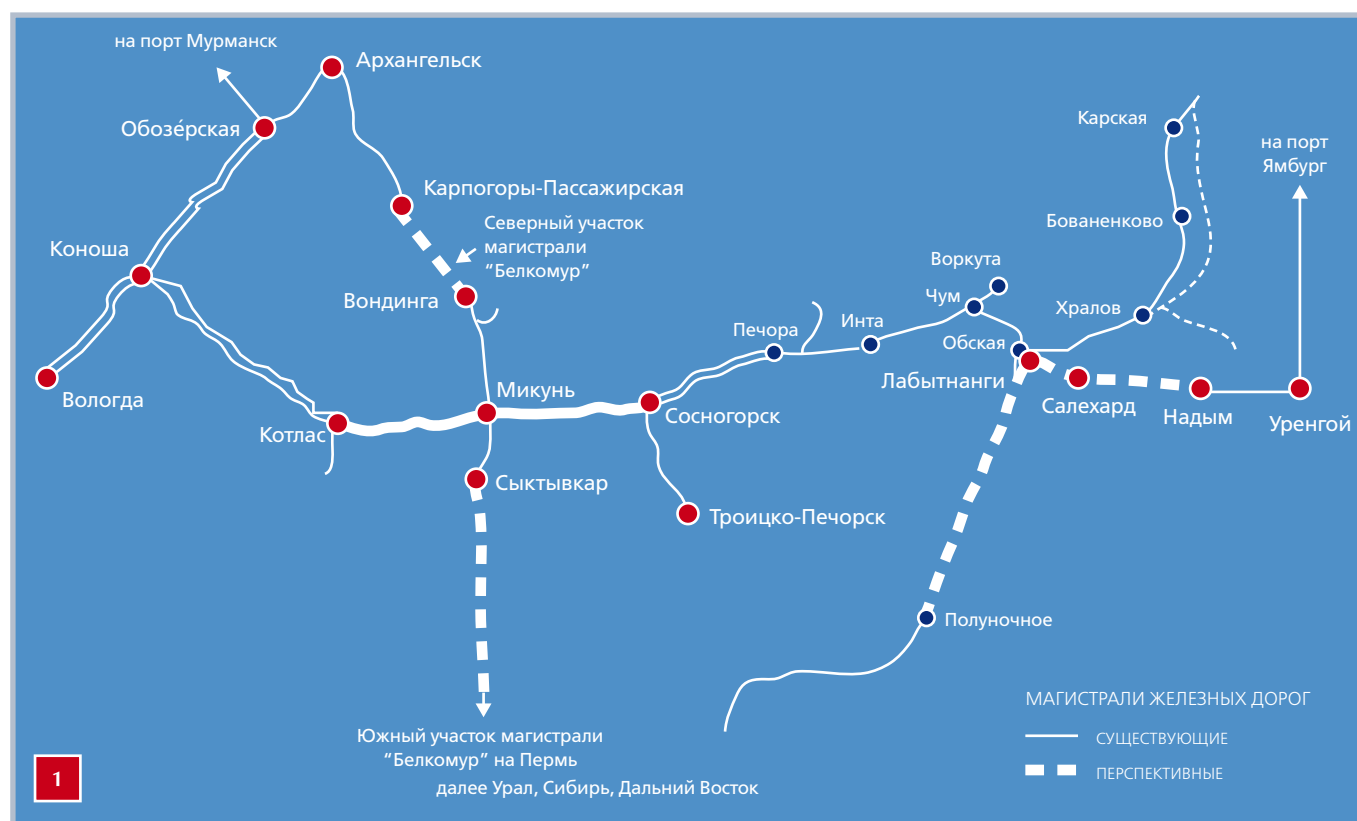 на порт Мурманск
Архангельск
Обозе́рская
Карпогоры-Пассажирская
Северный участок
магистрали
“Белкомур”
Коноша
Вондинга
Вологда
Котлас
Микунь
Сыктывкар
Сосногорск
Троицко-Печорск
Печора
Инта
Чум
Воркута
Обская
Лабытнанги
Салехард
Надым
Уренгой
Хралов
Бованенково
Карская
на порт
Ямбург
Полуночное
Южный участок магистрали
“Белкомур” на Пермь
далее Урал, Сибирь, Дальний Восток
МАГИСТРАЛИ ЖЕЛЕЗНЫХ ДОРОГ
СУЩЕСТВУЮЩИЕ
ПЕРСПЕКТИВНЫЕ
1